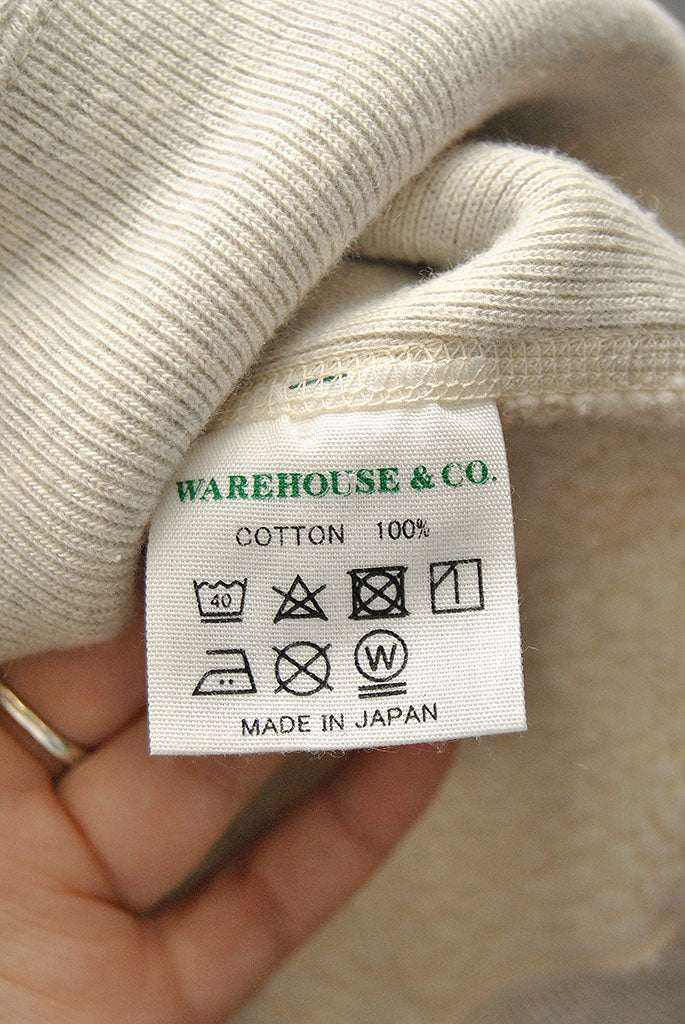 WAREHOUSE & CO.
COTTON 100%
40
W
MADE IN JAPAN